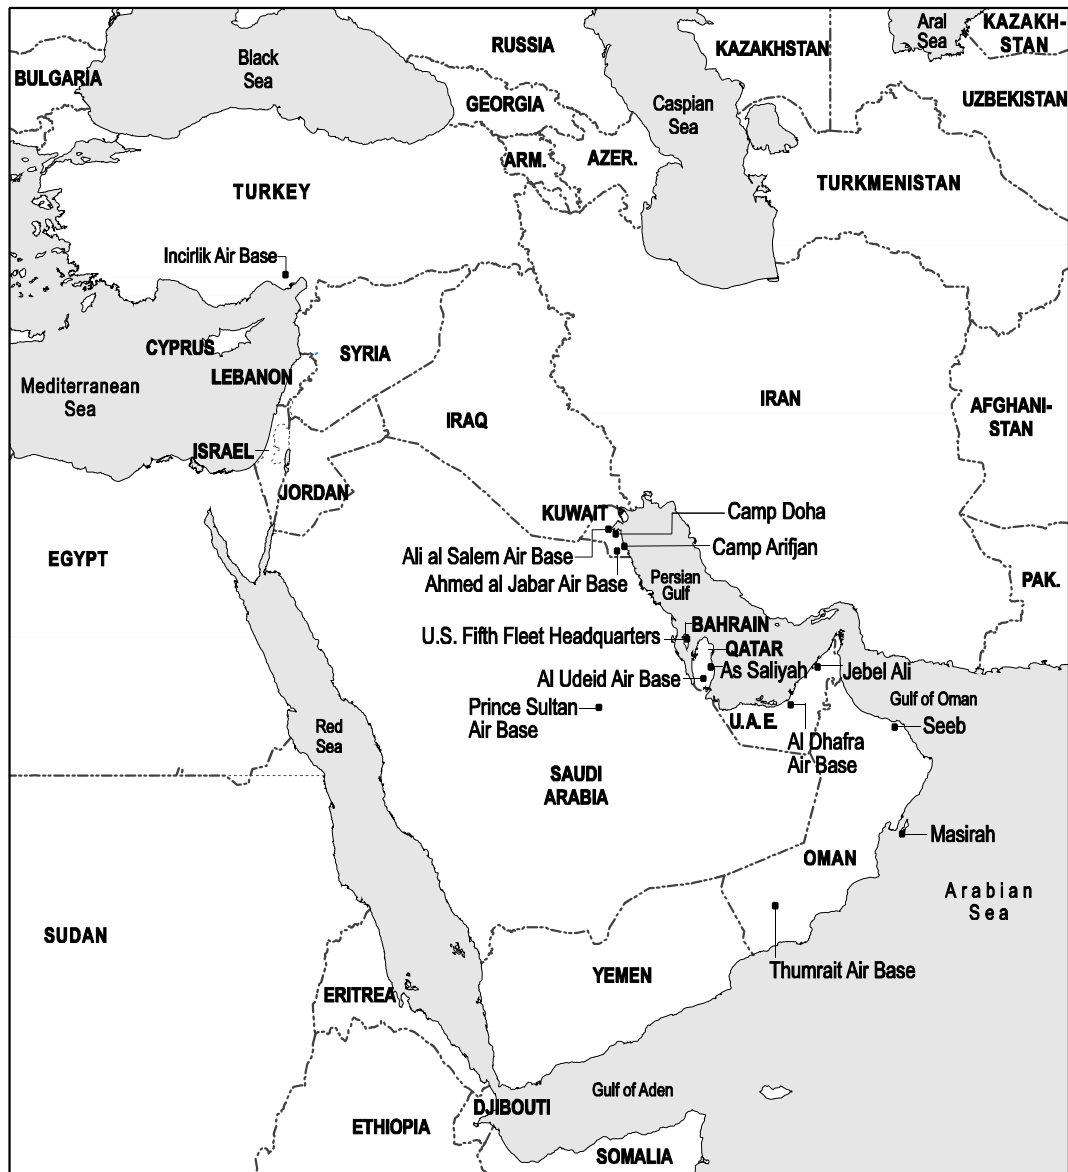 Aral
Sea
KAZAKH-
STAN
RUSSIA
KAZAKHSTAN
Black
Sea
BULGARIA
UZBEKISTAN
GEORGIA
Caspian
Sea
ARM.
AZER.
TURKEY
TURKMENISTAN
Incirlik Air Base
CYPRUS
SYRIA
LEBANON
Mediterranean
Sea
IRAN
AFGHANI-
STAN
IRAQ
ISRAEL
JORDAN
KUWAIT
Camp Doha
Camp Arifjan
Ali al Salem Air Base
EGYPT
Ahmed al Jabar Air Base
Persian
Gulf
PAK.
BAHRAIN
U.S. Fifth Fleet Headquarters
QATAR
As Saliyah
Jebel Ali
Al Udeid Air Base
Gulf of Oman
Prince Sultan
Air Base
U.A.E.
Seeb
Red
Sea
Al Dhafra
Air Base
SAUDI
ARABIA
Masirah
OMAN
Arabian
Sea
SUDAN
Thumrait Air Base
YEMEN
ERITREA
Gulf of Aden
DJIBOUTI
ETHIOPIA
SOMALIA